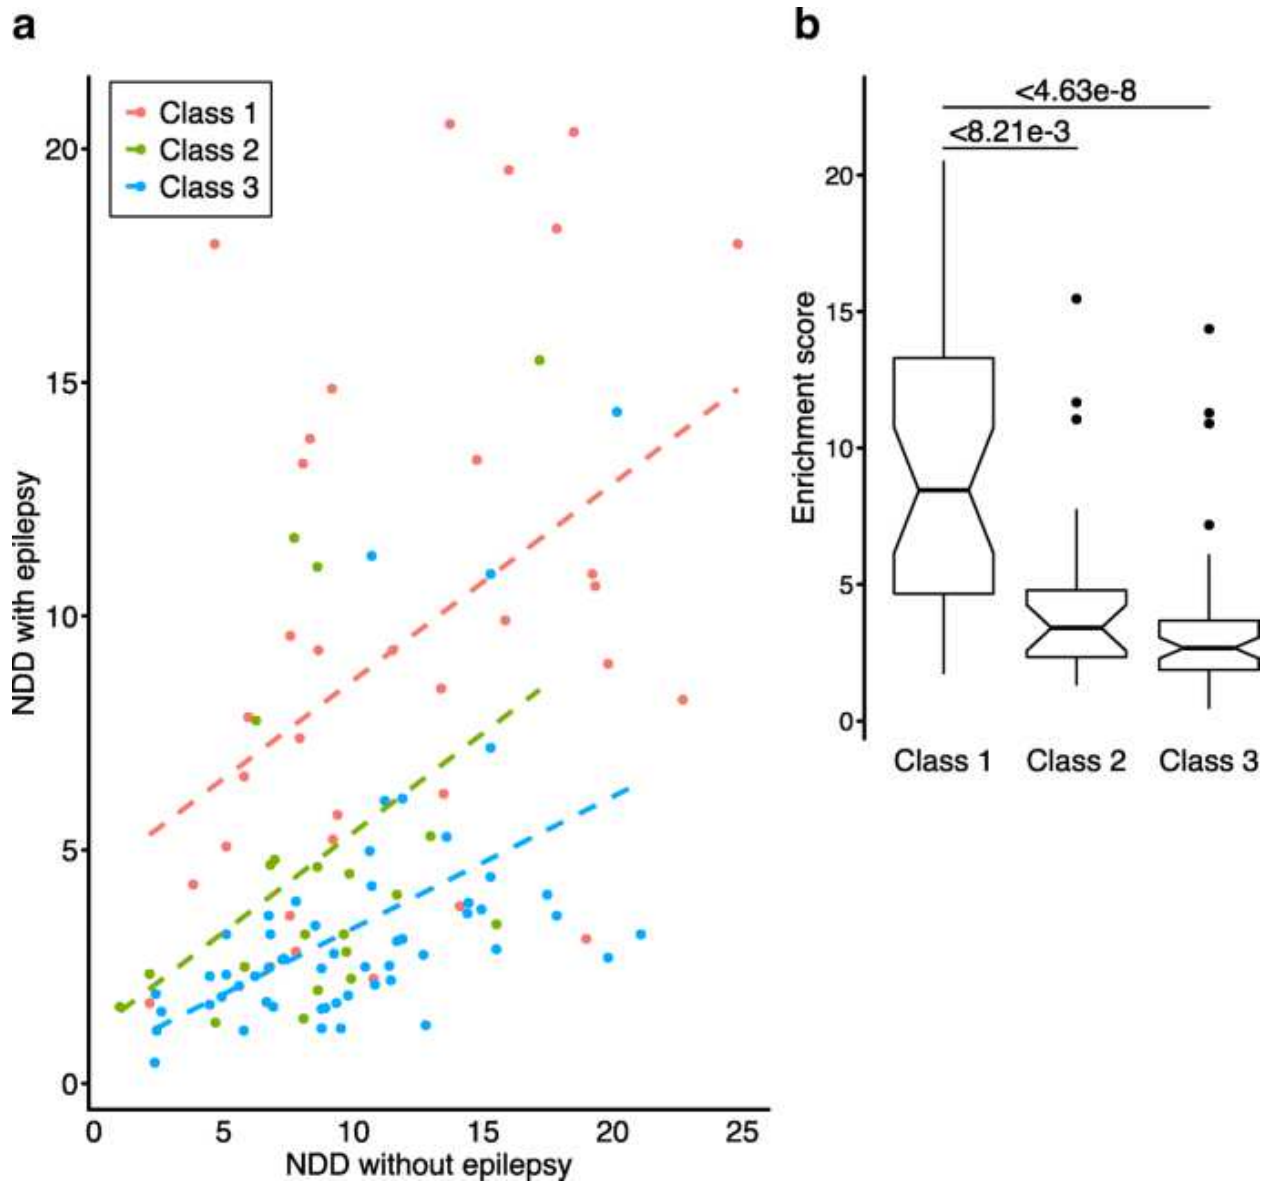 a
Class 1
Class 2
Class 3
20
15
10
5
0
NDD with epilepsy
0 5 10 15 20 25
NDD without epilepsy
b
<4.63e-8
<8.21e-3
20
15
10
5
0
Enrichment score
Class 1 Class 2 Class 3